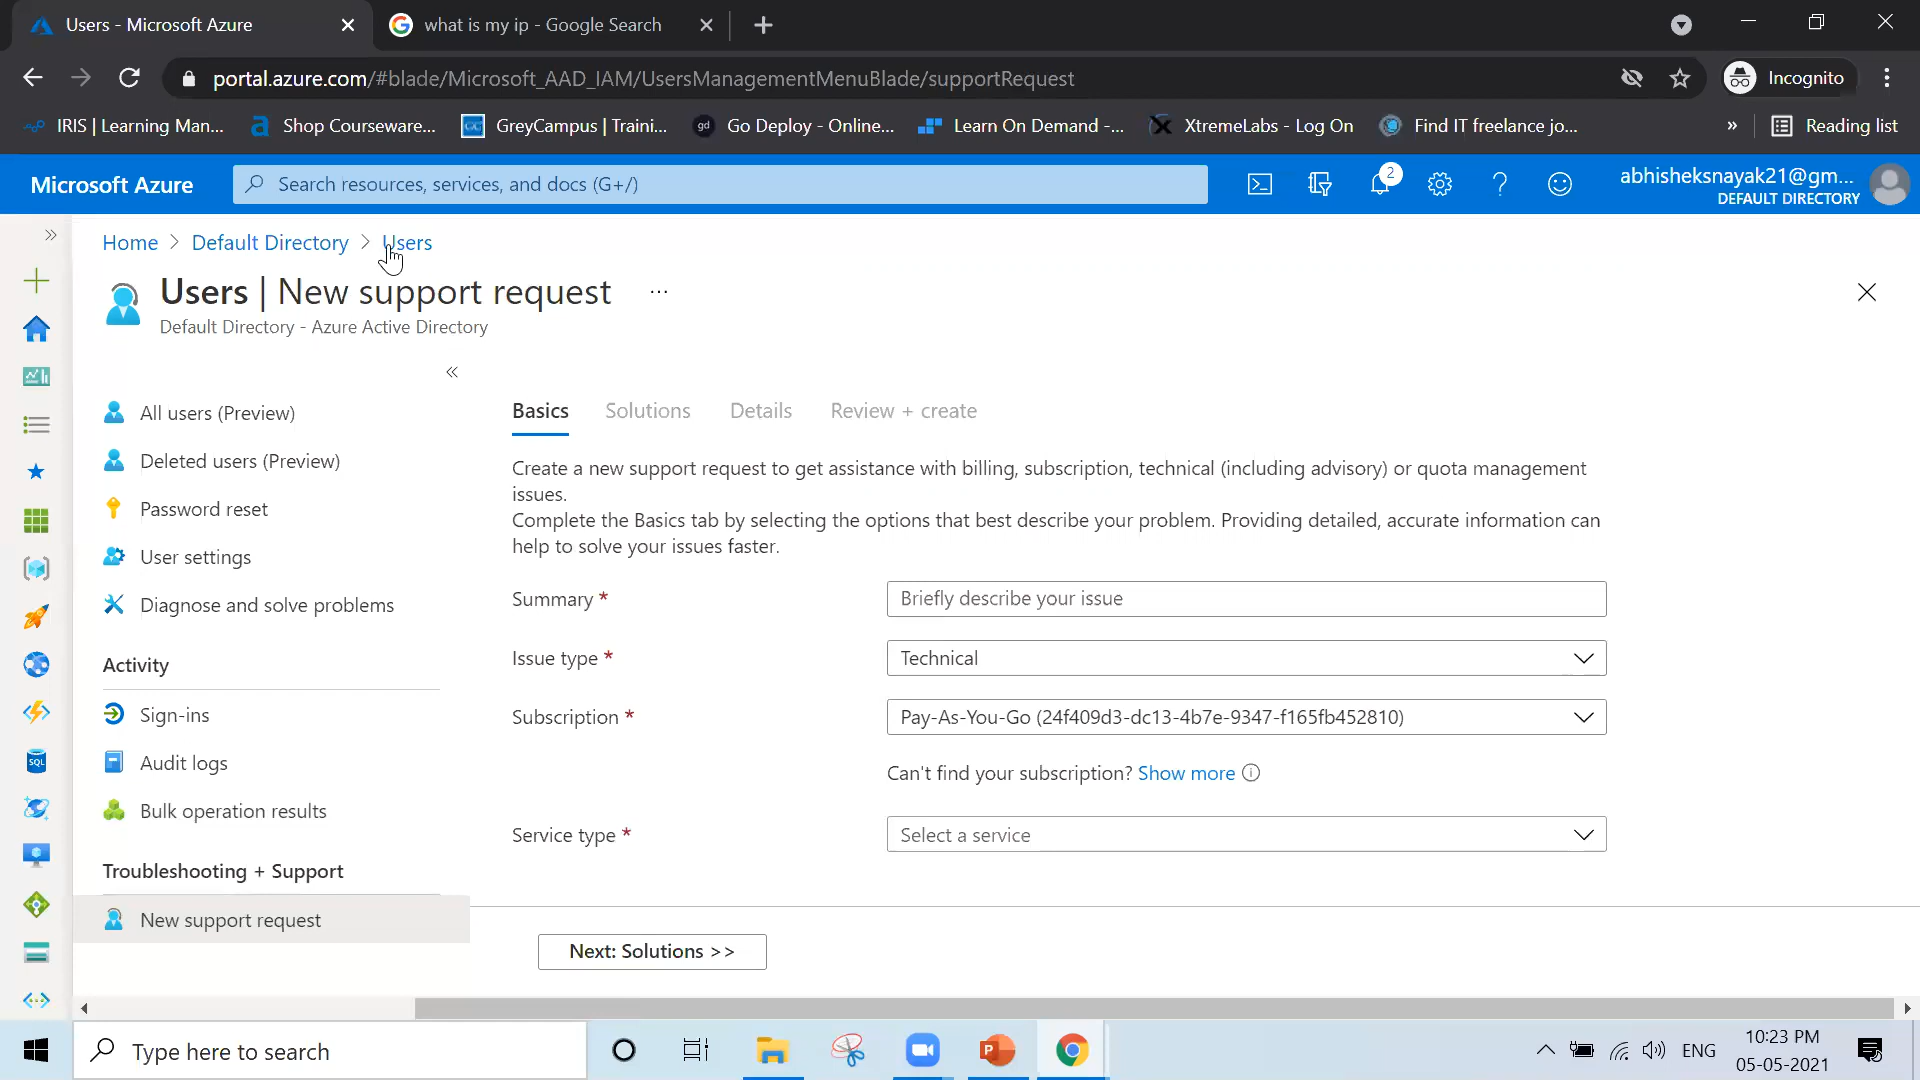 Users - Microsoft Azure
what is my ip - Google Search
portal.azure.com/#blade/Microsoft_AAD_IAM/UsersManagementMenuBlade/supportRequest
Incognito
IRIS | Learning Man...
Shop Courseware...
GreyCampus | Traini...
gd
Go Deploy - Online...
Learn On Demand -...
XtremeLabs - Log On
Find IT freelance jo...
»
Reading list
Microsoft Azure
Search resources, services, and docs (G+/)
2
abhisheksnayak21@gm...
DEFAULT DIRECTORY
Home > Default Directory > Users
Users | New support request ...
Default Directory - Azure Active Directory
All users (Preview)
Deleted users (Preview)
Password reset
User settings
Diagnose and solve problems
Activity
Sign-ins
Audit logs
Bulk operation results
Troubleshooting + Support
New support request
SQL
Basics
Solutions
Details
Review + create
Create a new support request to get assistance with billing, subscription, technical (including advisory) or quota management
issues.
Complete the Basics tab by selecting the options that best describe your problem. Providing detailed, accurate information can
help to solve your issues faster.
Summary *
Briefly describe your issue
Issue type *
Technical
Subscription *
Pay-As-You-Go (24f409d3-dc13-4b7e-9347-f165fb452810)
Can't find your subscription? Show more
Service type *
Select a service
Next: Solutions >>
Type here to search
P
ENG
10:23 PM
05-05-2021